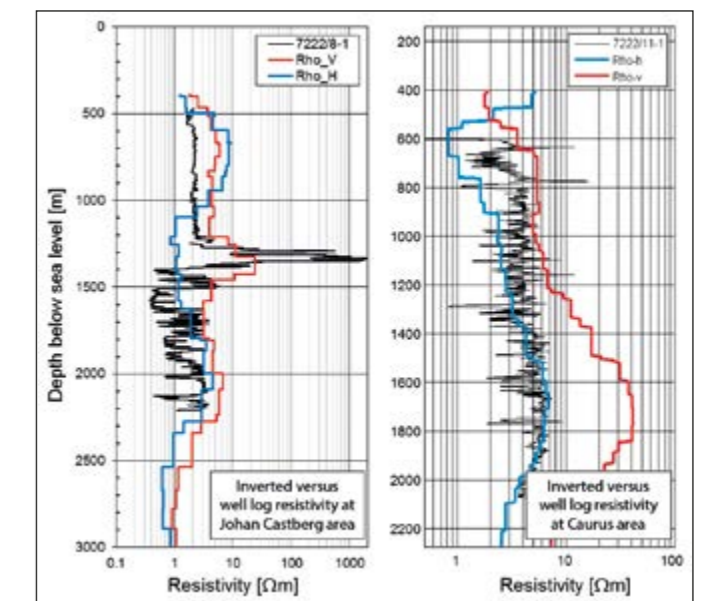 0
7222/8-1
Rho_V
Rho_H
500
1000
1500
2000
2500
3000
Depth below sea level [m]
Inverted versus
well log resistivity at
Johan Castberg area
0.1 1 10 100 1000
Resistivity [Ωm]
200
7222/11-1
Rho-h
Rho-v
400
600
800
1000
1200
1400
1600
1800
2000
2200
Inverted versus
well log resistivity
at Caurus area
1 10 100
Resistivity [Ωm]